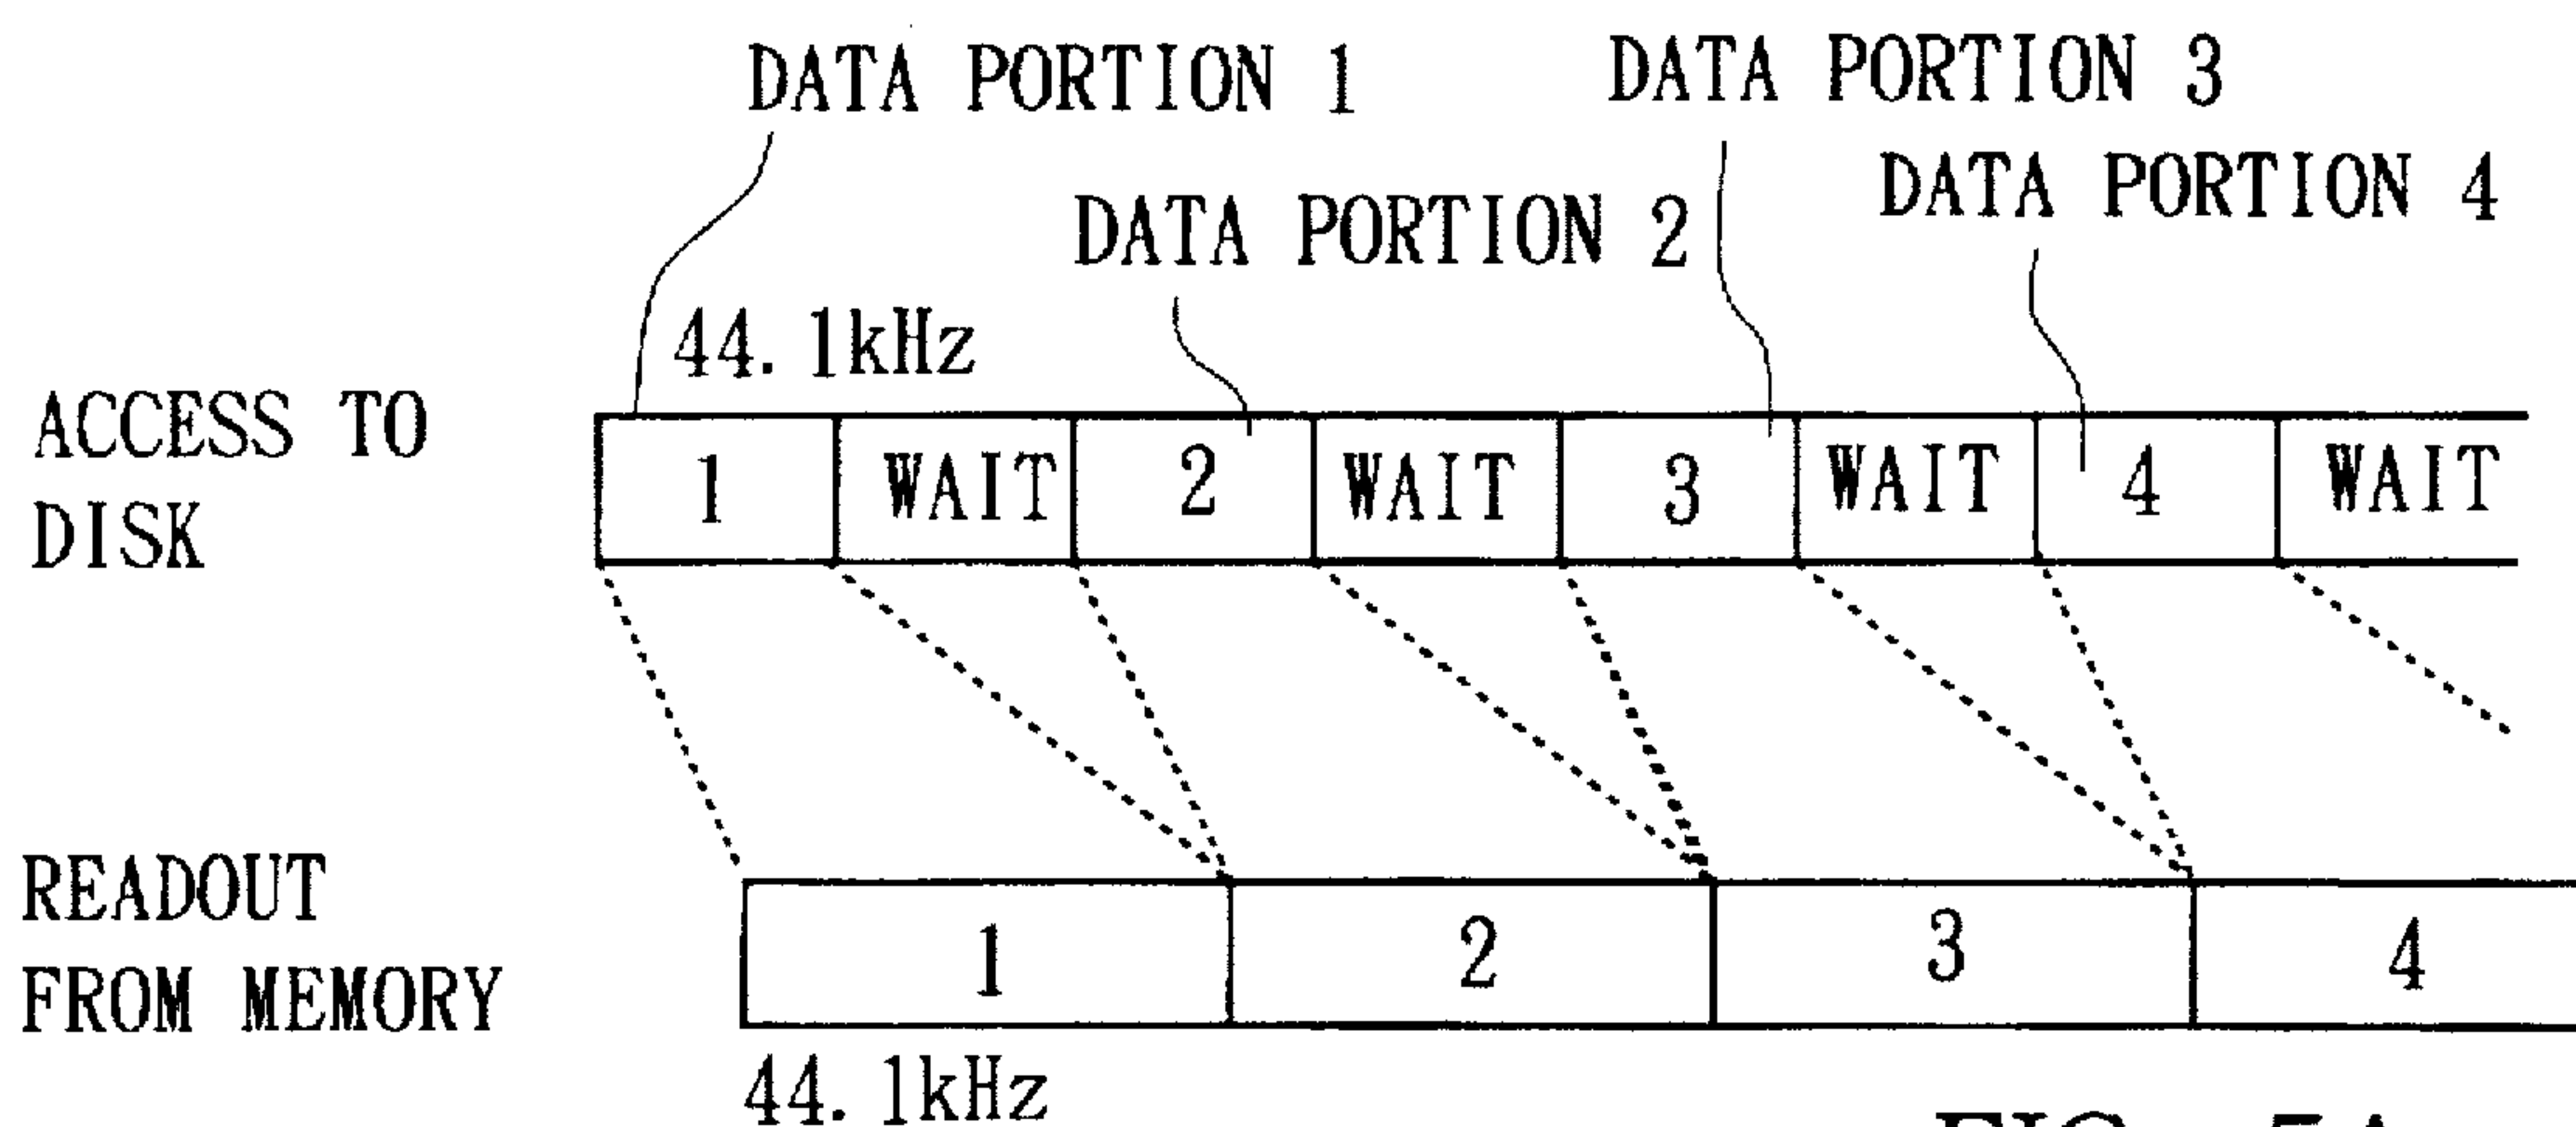 DATA PORTION 1
DATA PORTION 3
DATA PORTION 2
DATA PORTION 4
44.1kHz
ACCESS TO
DISK
1 WAIT 2 WAIT 3 WAIT 4 WAIT
READOUT
FROM MEMORY
1 2 3 4
44.1kHz